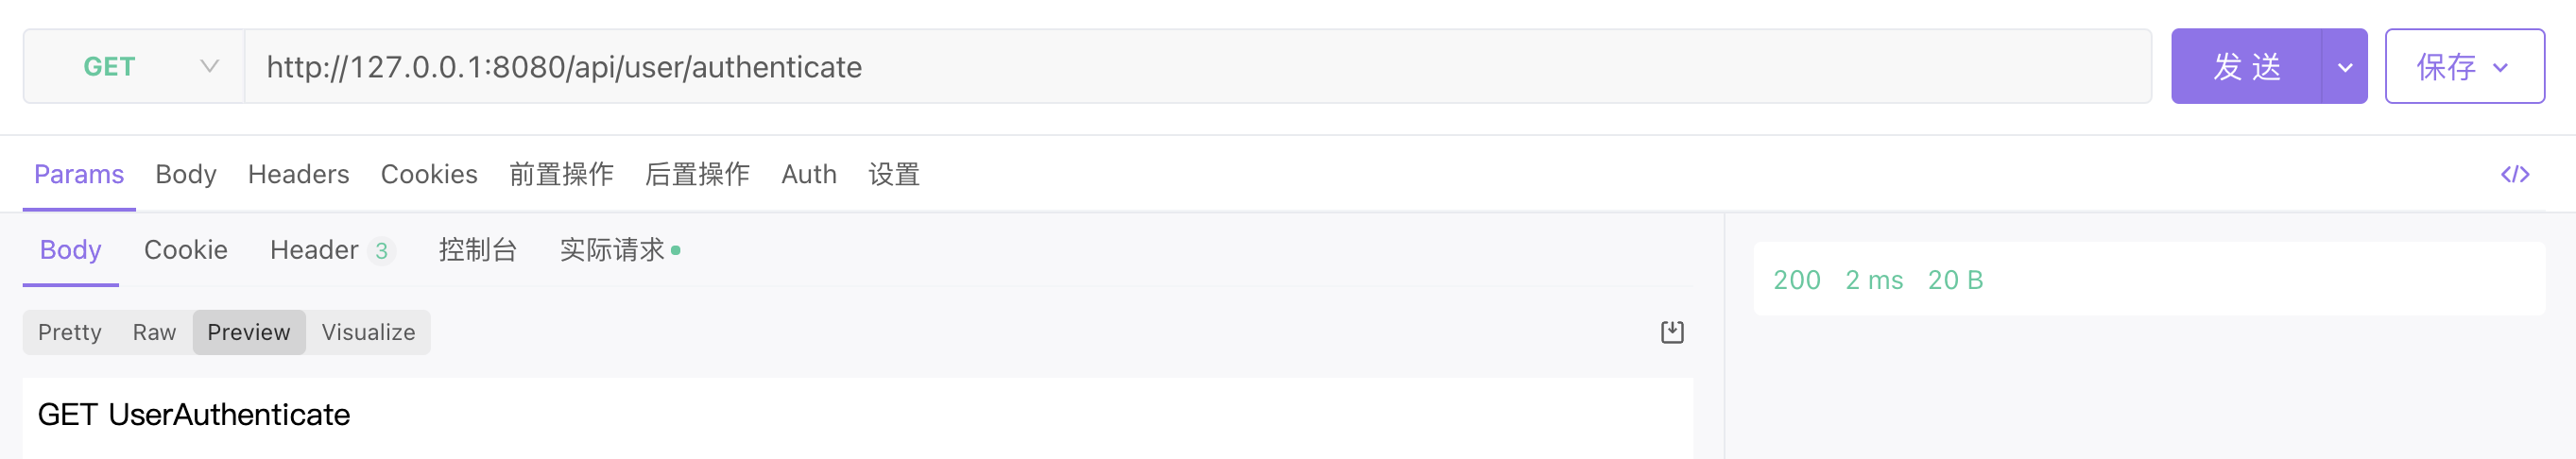 GET http://127.0.0.1:8080/api/user/authenticate 发 送 保存
Params Body Headers Cookies 前置操作 后置操作 Auth 设置 </>
Body Cookie Header 3 控制台 实际请求
200 2 ms 20 B
Pretty Raw Preview Visualize
GET UserAuthenticate